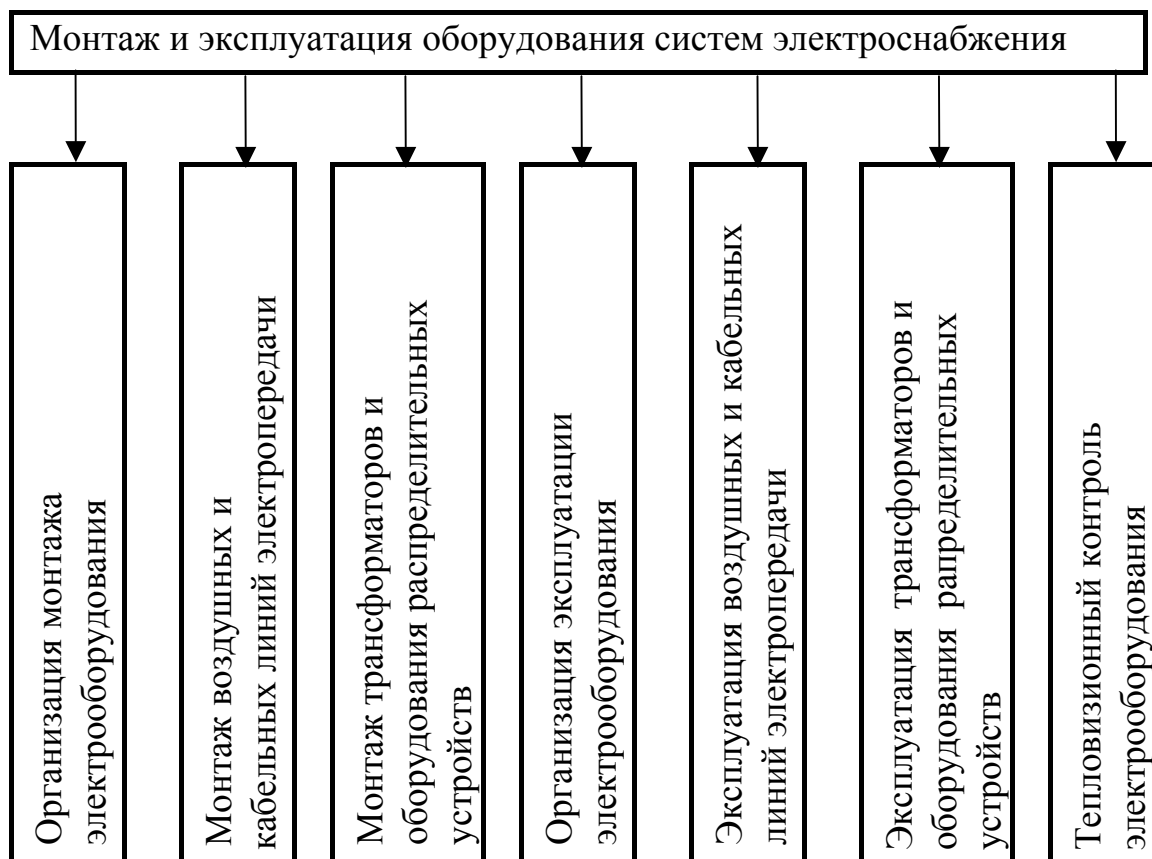 Монтаж и эксплуатация оборудования систем электроснабжения
Организация монтажа
электрооборудования
Монтаж воздушных и
кабельных линий электропередачи
Монтаж трансформаторов и
оборудования распределительных
устройств
Организация эксплуатации
электрооборудования
Эксплуатация воздушных и кабельных
линий электропередачи
Эксплуатация трансформаторов и
оборудования рапределительных
устройств
Тепловизионный контроль
электрооборудования